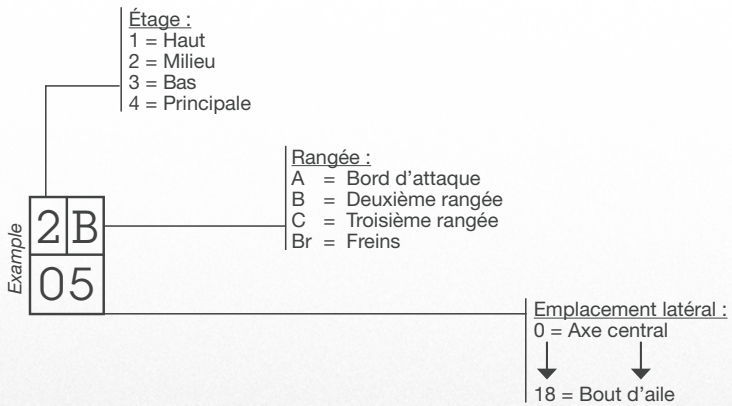 Étage :
1 = Haut
2 = Milieu
3 = Bas
4 = Principale
Rangée :
A = Bord d’attaque
B = Deuxième rangée
C = Troisième rangée
Br = Freins
Example
2B
05
Emplacement latéral :
0 = Axe central
18 = Bout d’aile